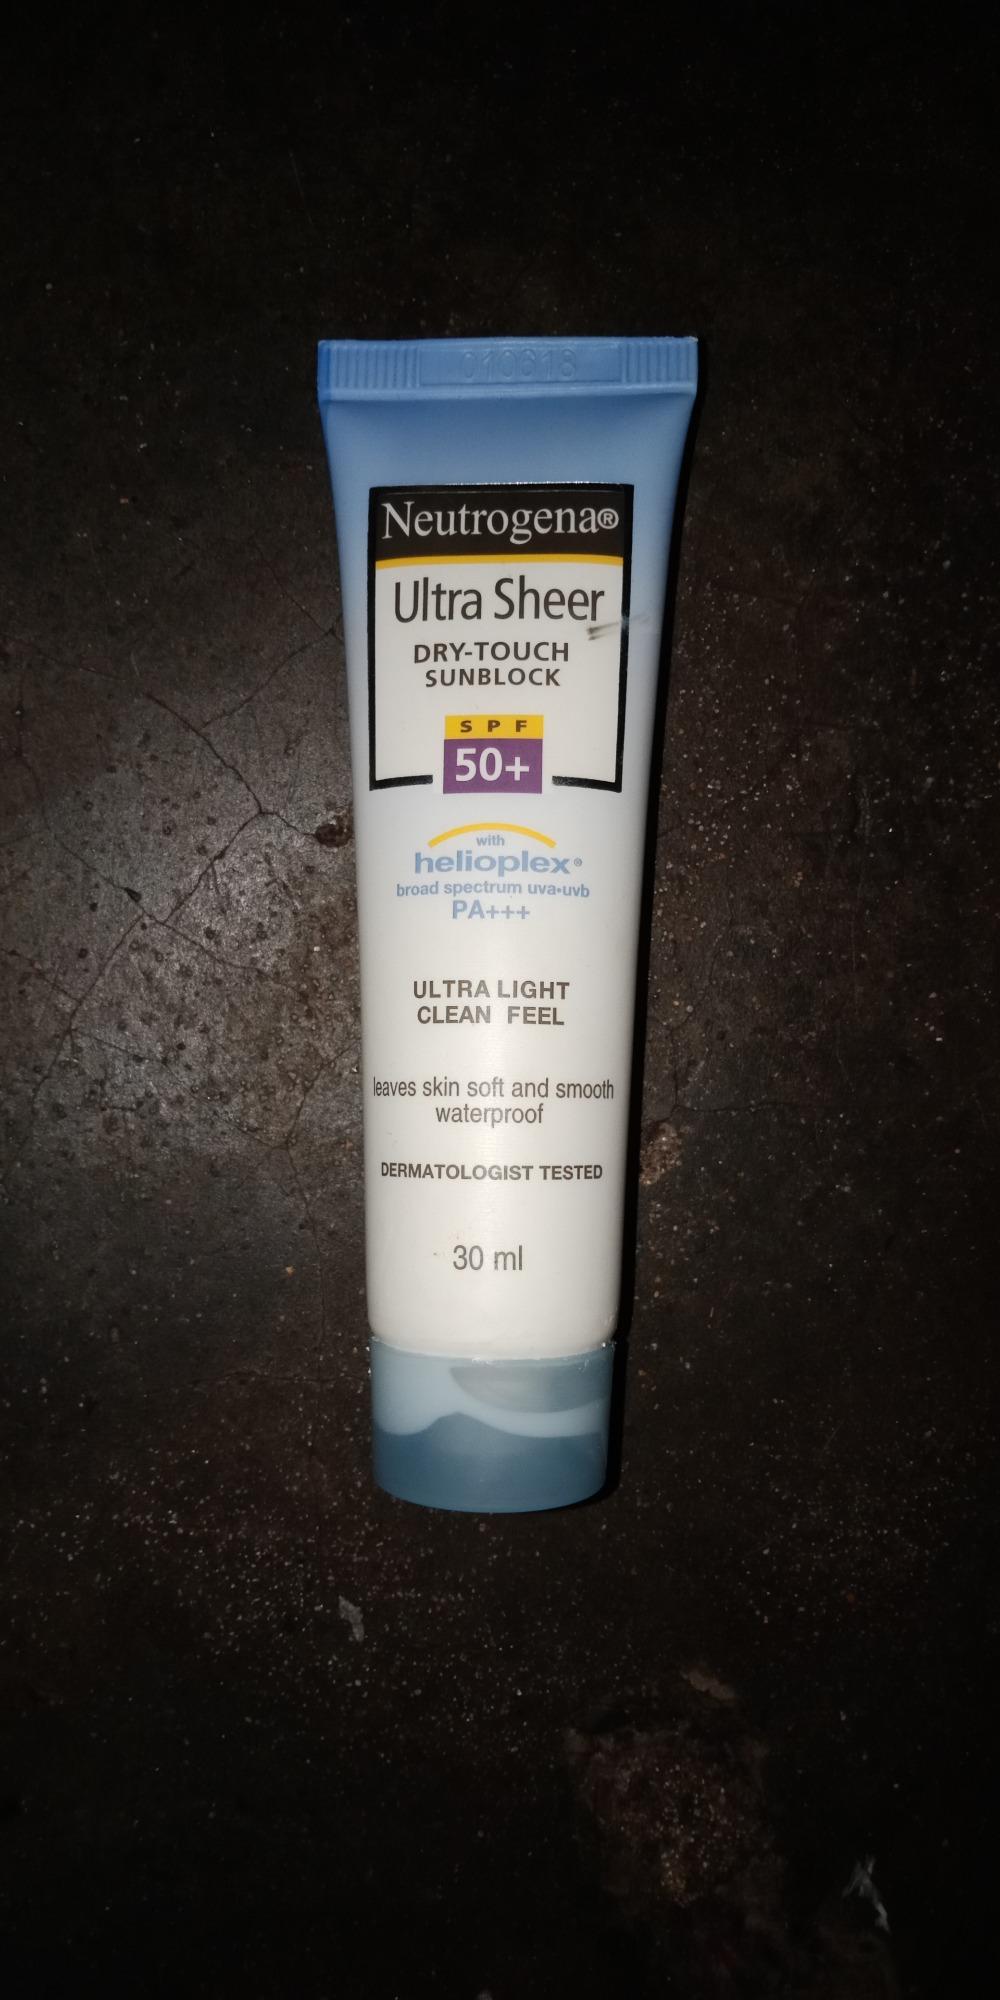 010618
Neutrogena®
Ultra Sheer
DRY-TOUCH
SUNBLOCK
SPF
50+
with
helioplex®
broad spectrum uva•uvb
PA+++
ULTRA LIGHT
CLEAN FEEL
leaves skin soft and smooth
waterproof
DERMATOLOGIST TESTED
30 ml